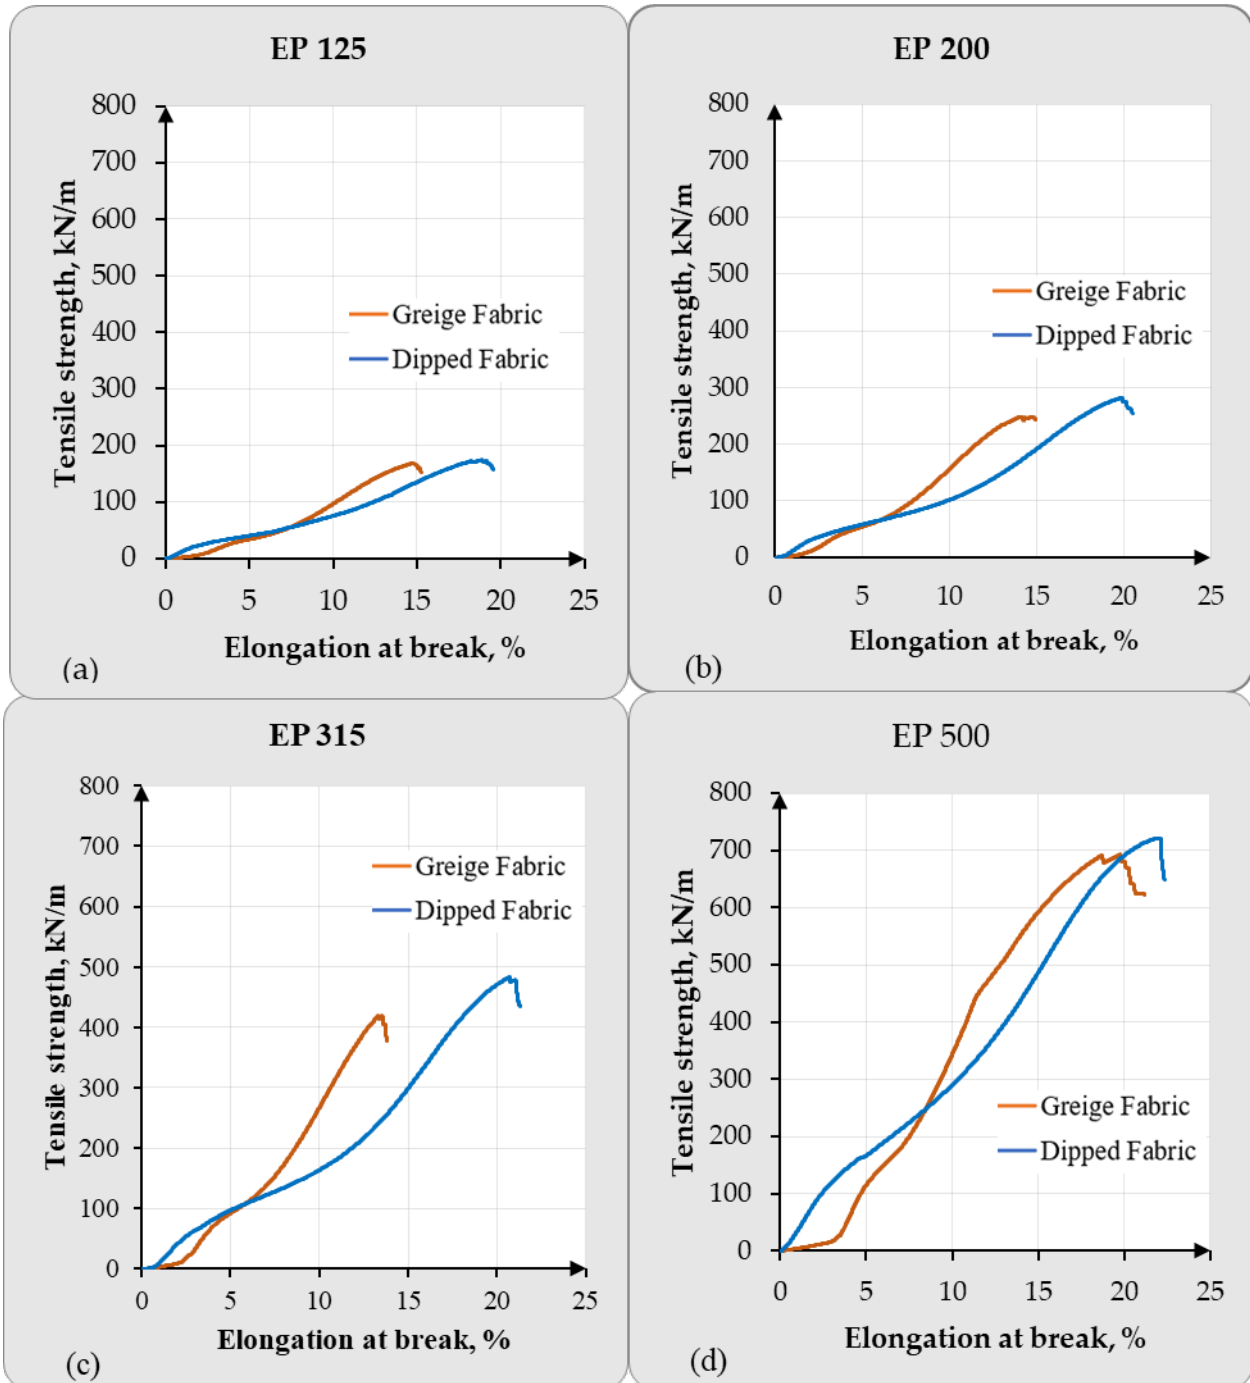 EP 125
800
700
600
500
400
300
200
100
0
Tensile strength, kN/m
Greige Fabric
Dipped Fabric
0 5 10 15 20 25
Elongation at break, %
(a)
EP 200
800
700
600
500
400
300
200
100
0
Tensile strength, kN/m
Greige Fabric
Dipped Fabric
0 5 10 15 20 25
Elongation at break, %
(b)
EP 315
800
700
600
500
400
300
200
100
0
Tensile strength, kN/m
Greige Fabric
Dipped Fabric
0 5 10 15 20 25
Elongation at break, %
(c)
EP 500
800
700
600
500
400
300
200
100
0
Tensile strength, kN/m
Greige Fabric
Dipped Fabric
0 5 10 15 20 25
Elongation at break, %
(d)